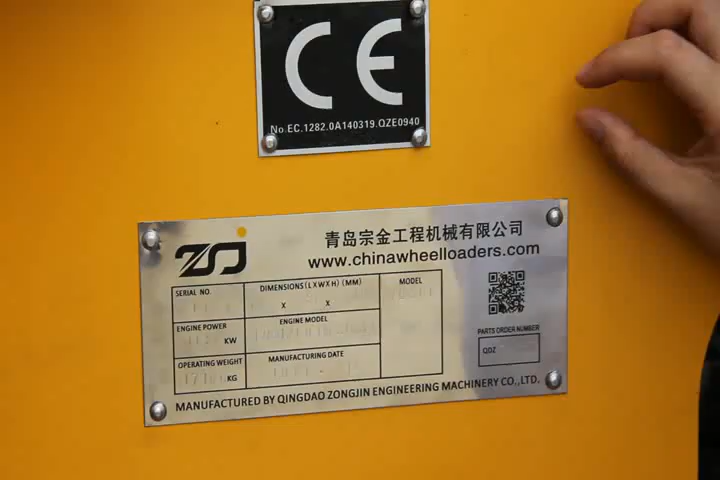 CE
No.EC.1282.0A140319.QZE0940
ZJ
青岛宗金工程机械有限公司
www.chinawheelloaders.com
SERIAL NO.
DIMENSIONS(LXWXH)(MM)
MODEL
X X
ENGINE POWER
KW
ENGINE MODEL
PARTS ORDER NUMBER
QDZ
OPERATING WEIGHT
KG
MANUFACTURING DATE
MANUFACTURED BY QINGDAO ZONGJIN ENGINEERING MACHINERY CO.,LTD.